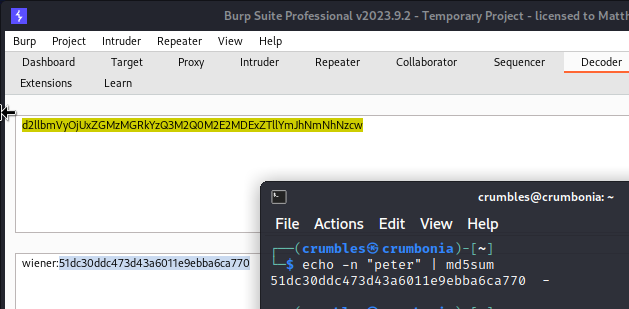 Burp Suite Professional v2023.9.2 - Temporary Project - licensed to Matth
Burp Project Intruder Repeater View Help
Dashboard Target Proxy Intruder Repeater Collaborator Sequencer Decoder
Extensions Learn
d2llbmVyOjUxZGMzMGRkYzQ3M2Q0M2E2MDExZTllYmJhNmNhNzcw
crumbles@crumbonia: ~
File Actions Edit View Help
(crumbles㉿crumbonia)-[~]
$ echo -n "peter" | md5sum
51dc30ddc473d43a6011e9ebba6ca770 -
wiener:51dc30ddc473d43a6011e9ebba6ca770